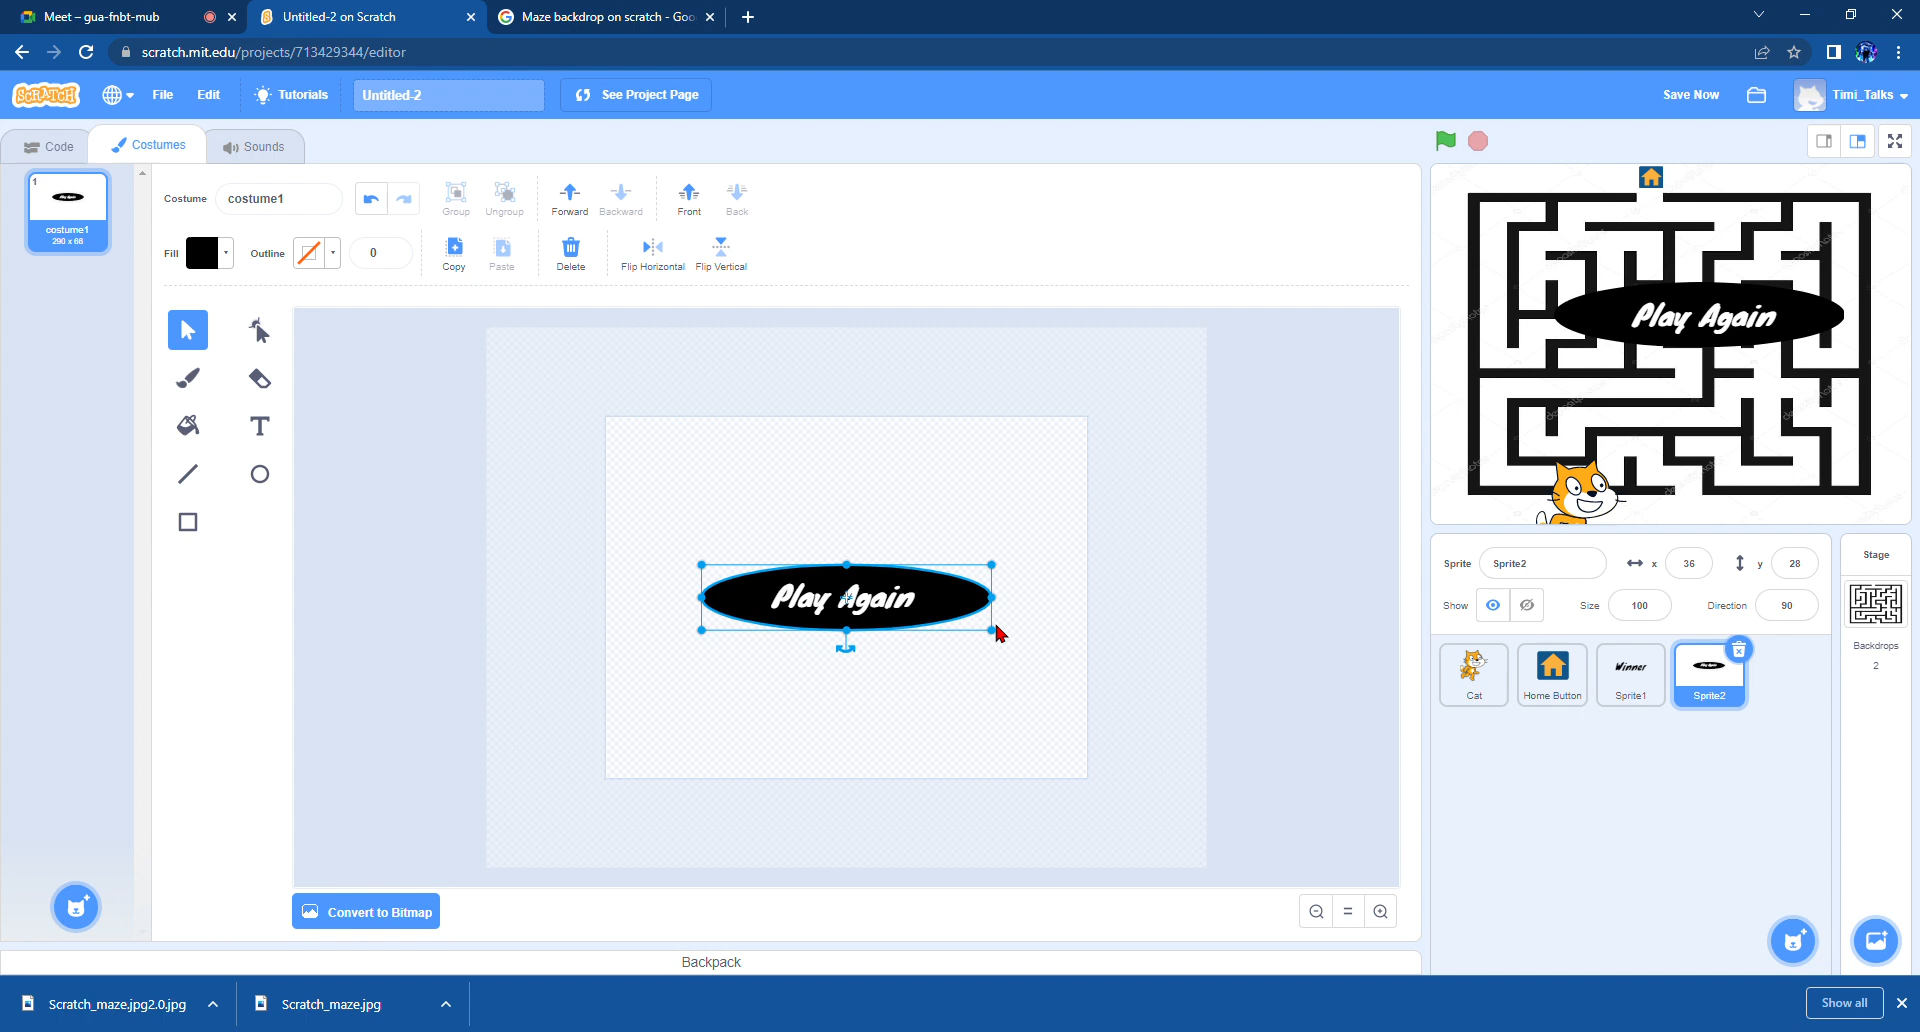 Meet – gua-fnbt-mub
Untitled-2 on Scratch
Maze backdrop on scratch - Goo
scratch.mit.edu/projects/713429344/editor
SCRATCH
File
Edit
Tutorials
Untitled-2
See Project Page
Save Now
Timi_Talks
Code
Costumes
Sounds
1
costume1
290 x 66
Costume
costume1
Group
Ungroup
Forward
Backward
Front
Back
Fill
Outline
0
Copy
Paste
Delete
Flip Horizontal
Flip Vertical
Play Again
Play Again
Convert to Bitmap
Backpack
Sprite
Sprite2
x
36
y
28
Show
Size
100
Direction
90
Cat
Home Button
Winner
Sprite1
Sprite2
Stage
Backdrops
2
Scratch_maze.jpg2.0.jpg
Scratch_maze.jpg
Show all